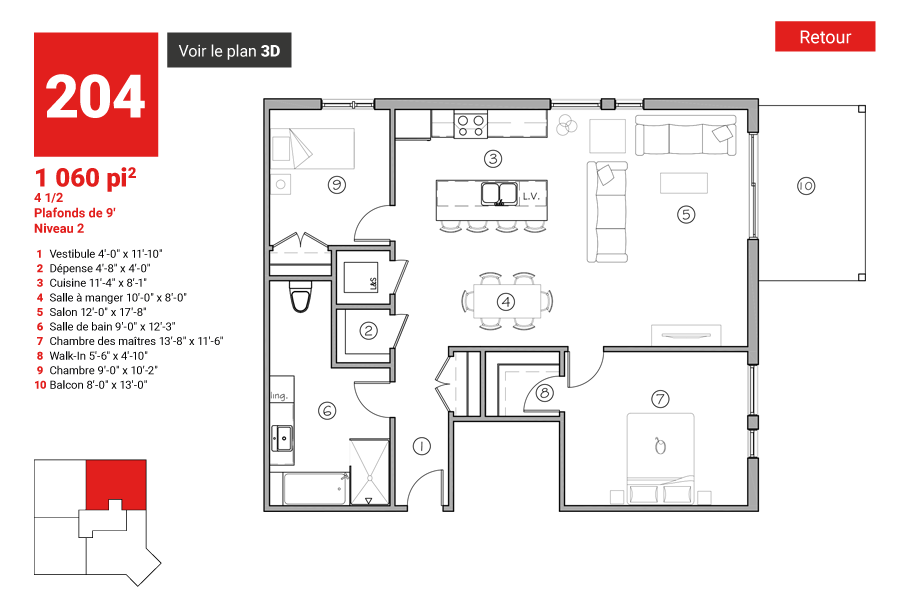 204
Voir le plan 3D
Retour
1 060 pi²
4 1/2
Plafonds de 9'
Niveau 2
1 Vestibule 4'-0" x 11'-10"
2 Dépense 4'-8" x 4'-0"
3 Cuisine 11'-4" x 8'-1"
4 Salle à manger 10'-0" x 8'-0"
5 Salon 12'-0" x 17'-8"
6 Salle de bain 9'-0" x 12'-3"
7 Chambre des maîtres 13'-8" x 11'-6"
8 Walk-In 5'-6" x 4'-10"
9 Chambre 9'-0" x 10'-2"
10 Balcon 8'-0" x 13'-0"
3
9
10
L.V.
5
L&S
4
2
8
7
ling.
6
1